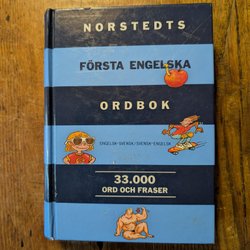 NORSTEDTS
FÖRSTA ENGELSKA
ORDBOK
ENGELSK-SVENSK/SVENSK-ENGELSK
33.000
ORD OCH FRASER